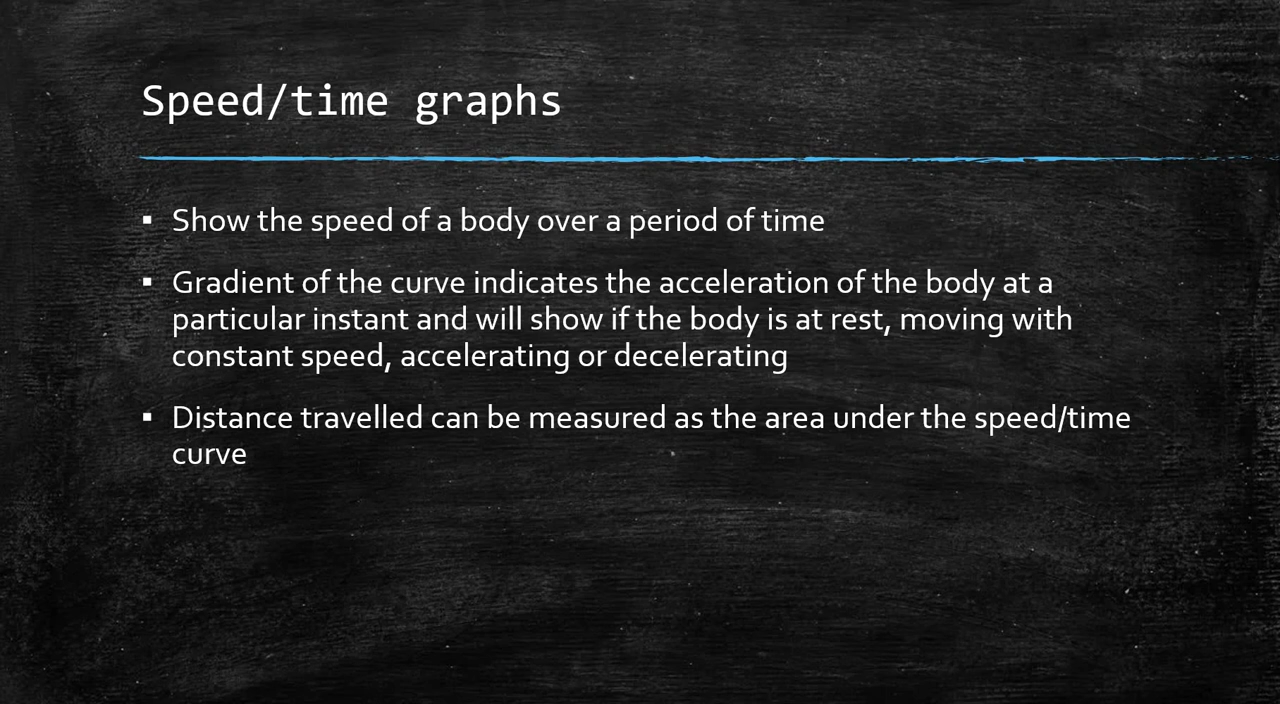 Speed/time graphs
▪ Show the speed of a body over a period of time
▪ Gradient of the curve indicates the acceleration of the body at a
particular instant and will show if the body is at rest, moving with
constant speed, accelerating or decelerating
▪ Distance travelled can be measured as the area under the speed/time
curve